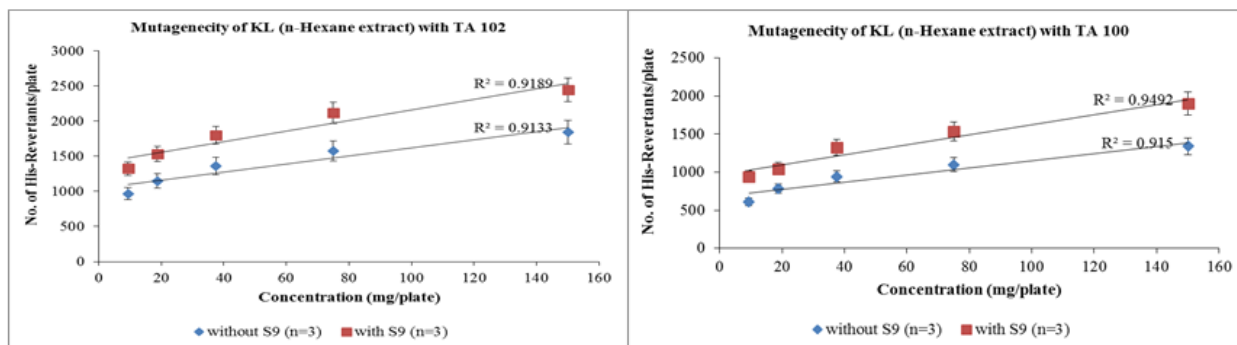 Mutagenecity of KL (n-Hexane extract) with TA 102
3000
2500
2000
1500
1000
500
0
No. of His-Revertants/plate
R² = 0.9189
R² = 0.9133
0 20 40 60 80 100 120 140 160
Concentration (mg/plate)
without S9 (n=3) with S9 (n=3)
Mutagenecity of KL (n-Hexane extract) with TA 100
2500
2000
1500
1000
500
0
No. of His-Revertants/plate
R² = 0.9492
R² = 0.915
0 20 40 60 80 100 120 140 160
Concentration (mg/plate)
without S9 (n=3) with S9 (n=3)